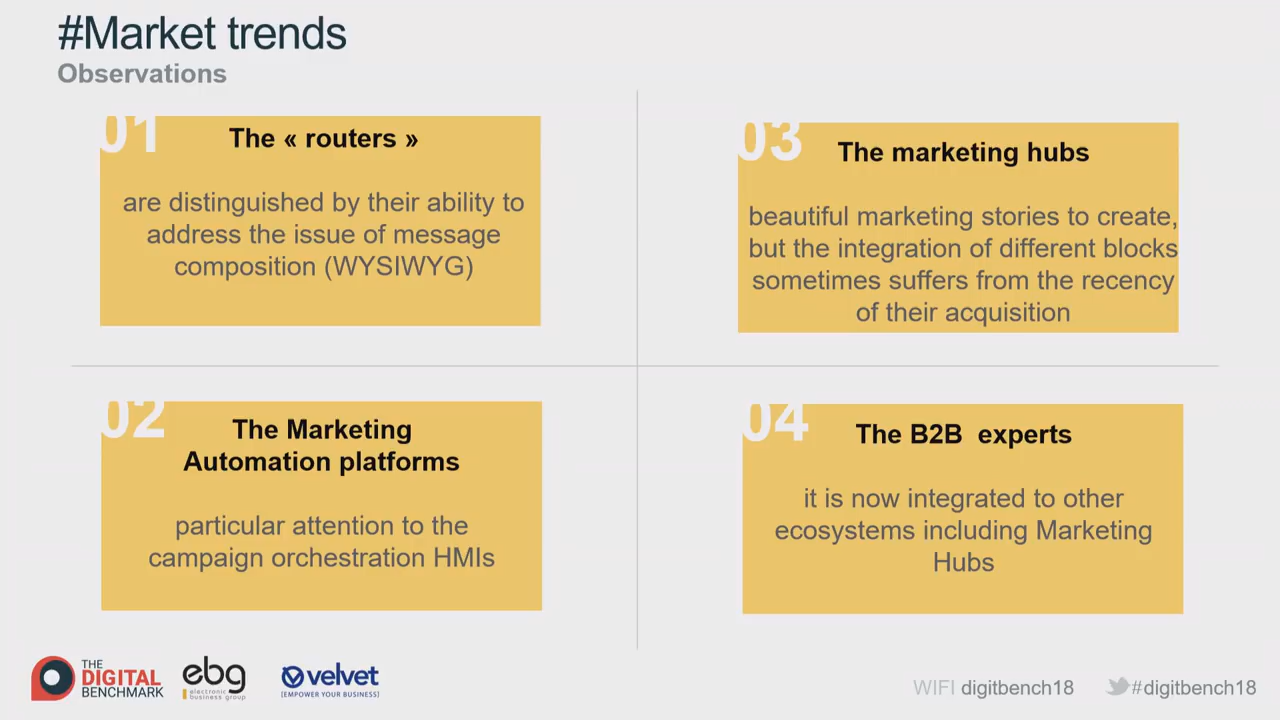 #Market trends
Observations
01
The « routers »
are distinguished by their ability to
address the issue of message
composition (WYSIWYG)
02
The Marketing
Automation platforms
particular attention to the
campaign orchestration HMIs
03
The marketing hubs
beautiful marketing stories to create,
but the integration of different blocks
sometimes suffers from the recency
of their acquisition
04
The B2B  experts
it is now integrated to other
ecosystems including Marketing
Hubs
THE
DIGITAL
BENCHMARK
ebg
electronic
business group
velvet
[EMPOWER YOUR BUSINESS]
WIFI digitbench18
#digitbench18